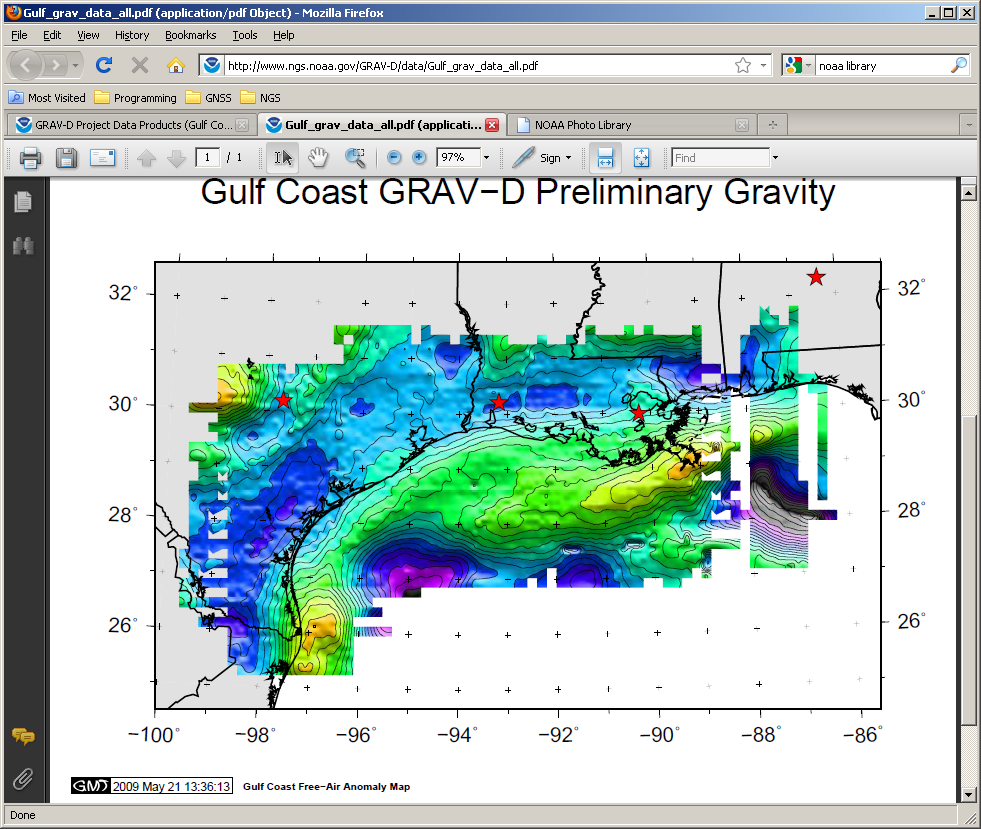 Gulf_grav_data_all.pdf (application/pdf Object) - Mozilla Firefox
File Edit View History Bookmarks Tools Help
http://www.ngs.noaa.gov/GRAV-D/data/Gulf_grav_data_all.pdf noaa library
Most Visited Programming GNSS NGS
GRAV-D Project Data Products (Gulf Co... Gulf_grav_data_all.pdf (applicati... NOAA Photo Library
1 / 1 97% Sign Find
Gulf Coast GRAV−D Preliminary Gravity
32° 32°
30° 30°
28° 28°
26° 26°
−100° −98° −96° −94° −92° −90° −88° −86°
GMT 2009 May 21 13:36:13 Gulf Coast Free−Air Anomaly Map
Done